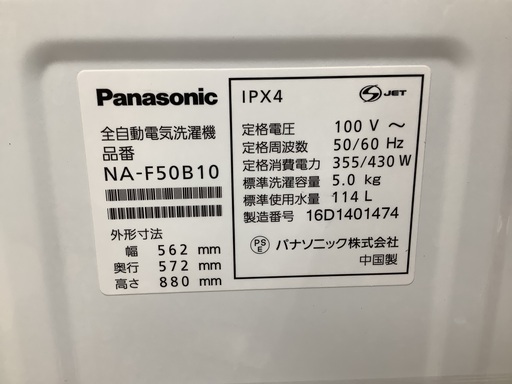 Panasonic
全自動電気洗濯機
品番
NA-F50B10
外形寸法
幅 562 mm
奥行 572 mm
高さ 880 mm
IPX4
S JET
定格電圧 100 V ～
定格周波数 50/60 Hz
定格消費電力 355/430 W
標準洗濯容量 5.0 kg
標準使用水量 114 L
製造番号 16D1401474
PSE パナソニック株式会社
中国製